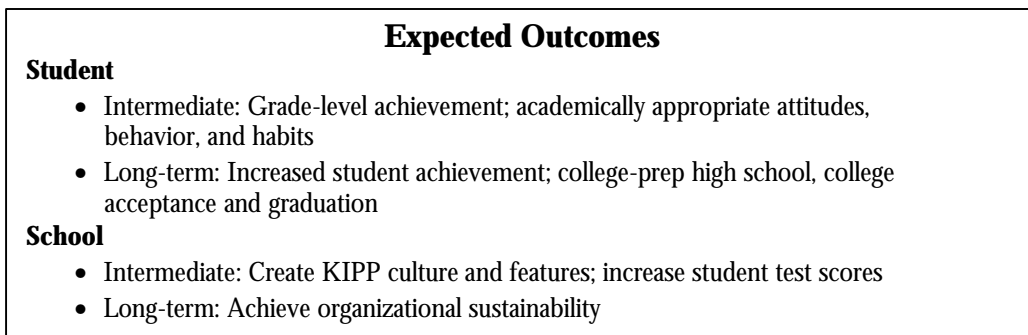 Expected Outcomes
Student
• Intermediate: Grade-level achievement; academically appropriate attitudes,
behavior, and habits
• Long-term: Increased student achievement; college-prep high school, college
acceptance and graduation
School
• Intermediate: Create KIPP culture and features; increase student test scores
• Long-term: Achieve organizational sustainability